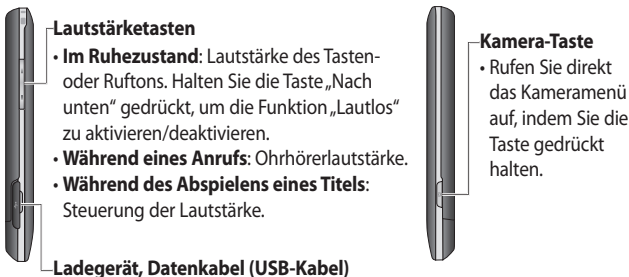 Lautstärketasten
• Im Ruhezustand: Lautstärke des Tasten-
oder Ruftons. Halten Sie die Taste „Nach
unten“ gedrückt, um die Funktion „Lautlos“
zu aktivieren/deaktivieren.
• Während eines Anrufs: Ohrhörerlautstärke.
• Während des Abspielens eines Titels:
Steuerung der Lautstärke.
Ladegerät, Datenkabel (USB-Kabel)
Kamera-Taste
• Rufen Sie direkt
das Kameramenü
auf, indem Sie die
Taste gedrückt
halten.